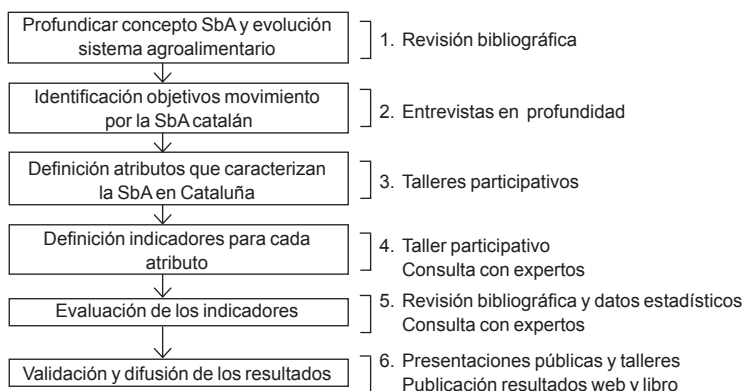 Profundizar concepto SbA y evolución
sistema agroalimentario
1. Revisión bibliográfica
Identificación objetivos movimiento
por la SbA catalán
2. Entrevistas en profundidad
Definición atributos que caracterizan
la SbA en Cataluña
3. Talleres participativos
Definición indicadores para cada
atributo
4. Taller participativo
Consulta con expertos
Evaluación de los indicadores
5. Revisión bibliográfica y datos estadísticos
Consulta con expertos
Validación y difusión de los resultados
6. Presentaciones públicas y talleres
Publicación resultados web y libro